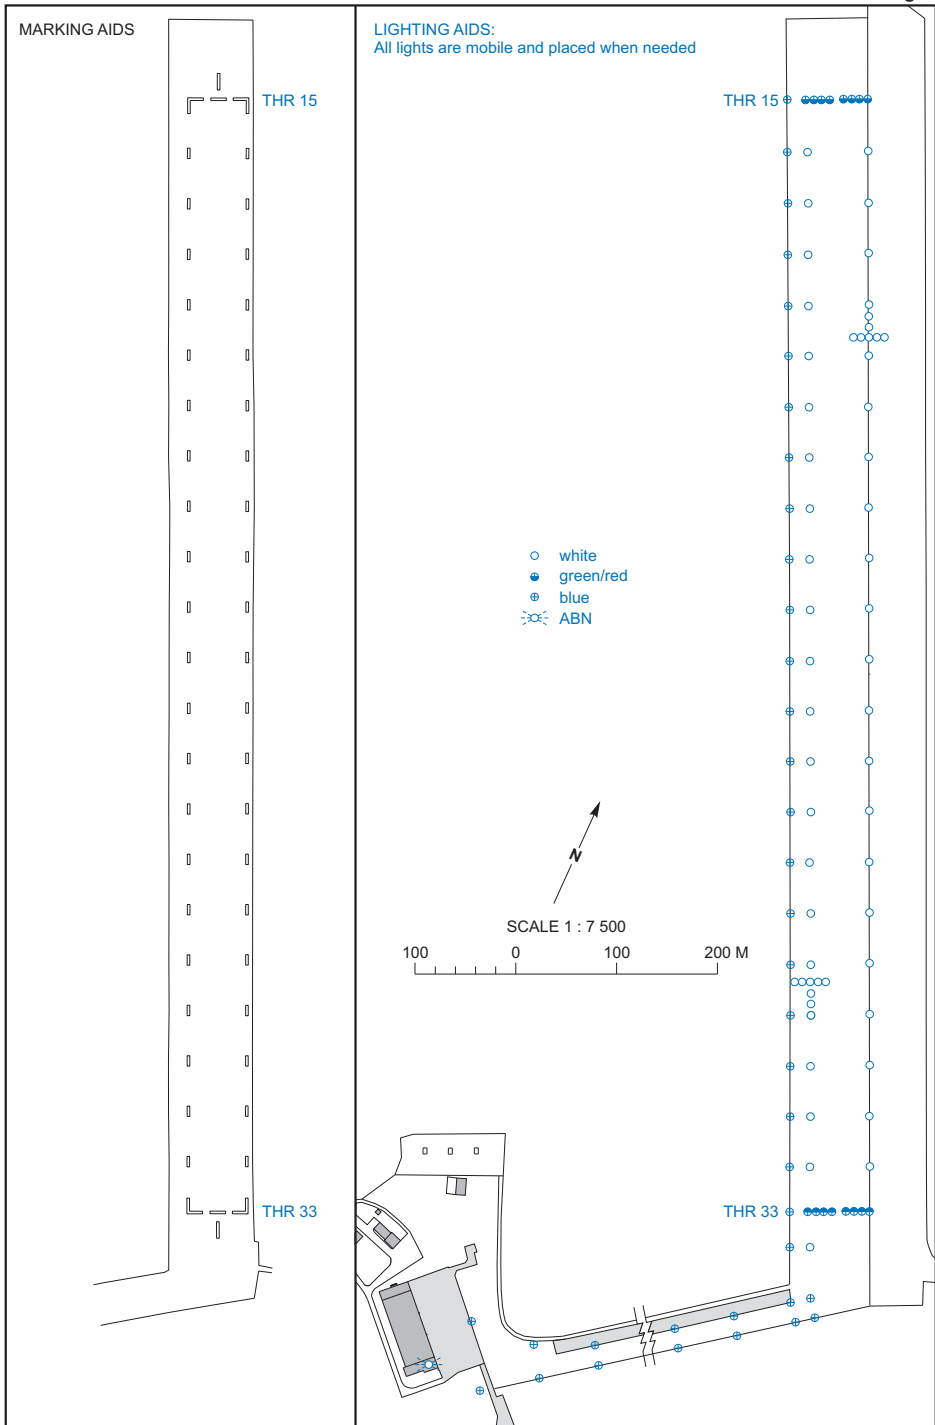 MARKING AIDS
THR 15
THR 33
LIGHTING AIDS:
All lights are mobile and placed when needed
THR 15
white
green/red
blue
ABN
N
SCALE 1 : 7 500
100 0 100 200 M
THR 33